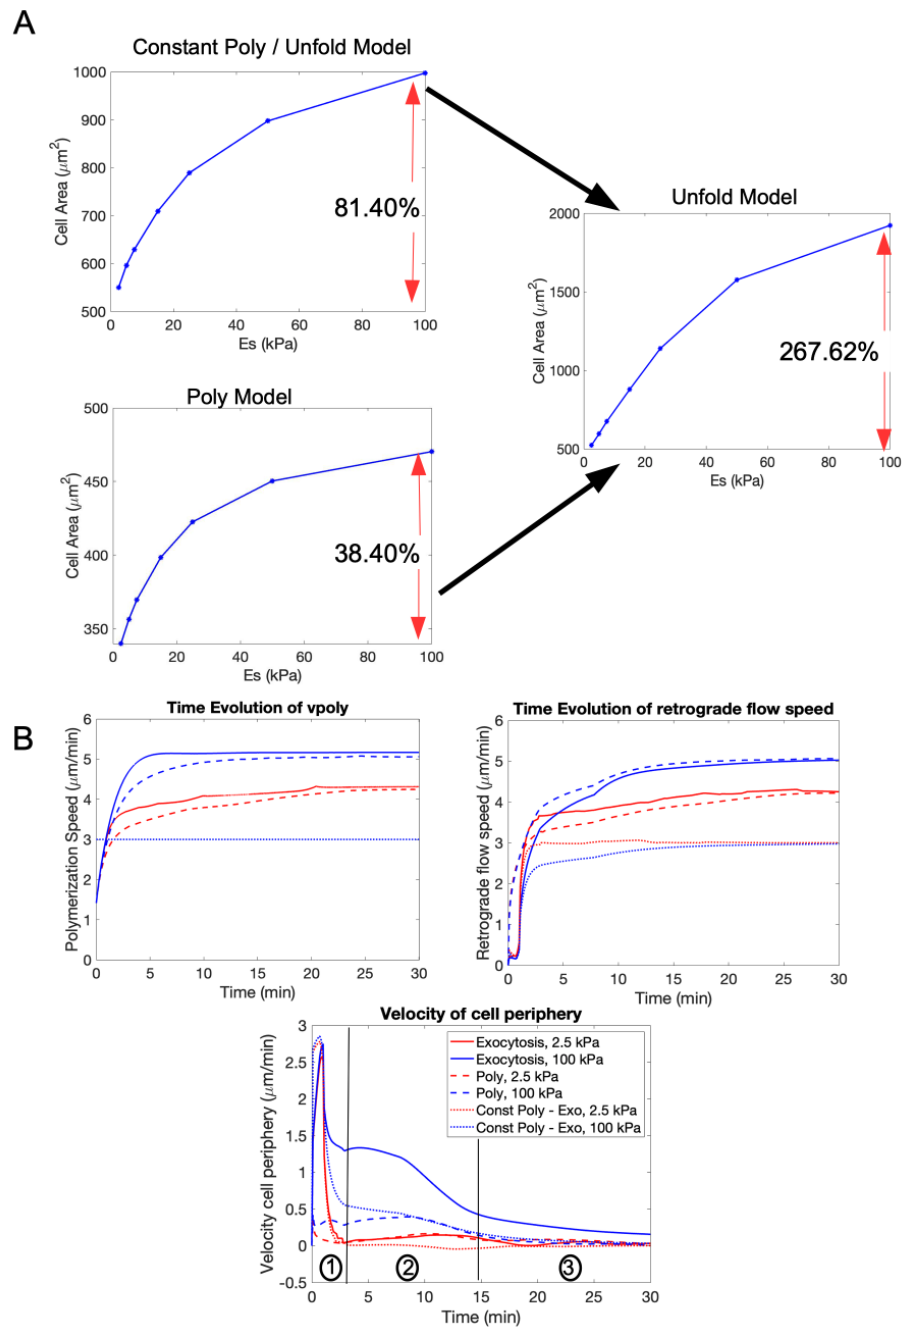 A
Constant Poly / Unfold Model
1000
900
800
700
600
500
Cell Area (μm²)
81.40%
0 20 40 60 80 100
Es (kPa)
Unfold Model
2000
1500
1000
500
Cell Area (μm²)
267.62%
0 20 40 60 80 100
Es (kPa)
Poly Model
500
450
400
350
Cell Area (μm²)
38.40%
0 20 40 60 80 100
Es (kPa)
B
Time Evolution of vpoly
6
5
4
3
2
1
0
Polymerization Speed (μm/min)
0 5 10 15 20 25 30
Time (min)
Time Evolution of retrograde flow speed
6
5
4
3
2
1
0
Retrograde flow speed (μm/min)
0 5 10 15 20 25 30
Time (min)
Velocity of cell periphery
3
2.5
2
1.5
1
0.5
0
-0.5
Velocity cell periphery (μm/min)
Exocytosis, 2.5 kPa
Exocytosis, 100 kPa
Poly, 2.5 kPa
Poly, 100 kPa
Const Poly - Exo, 2.5 kPa
Const Poly - Exo, 100 kPa
1 2 3
0 5 10 15 20 25 30
Time (min)